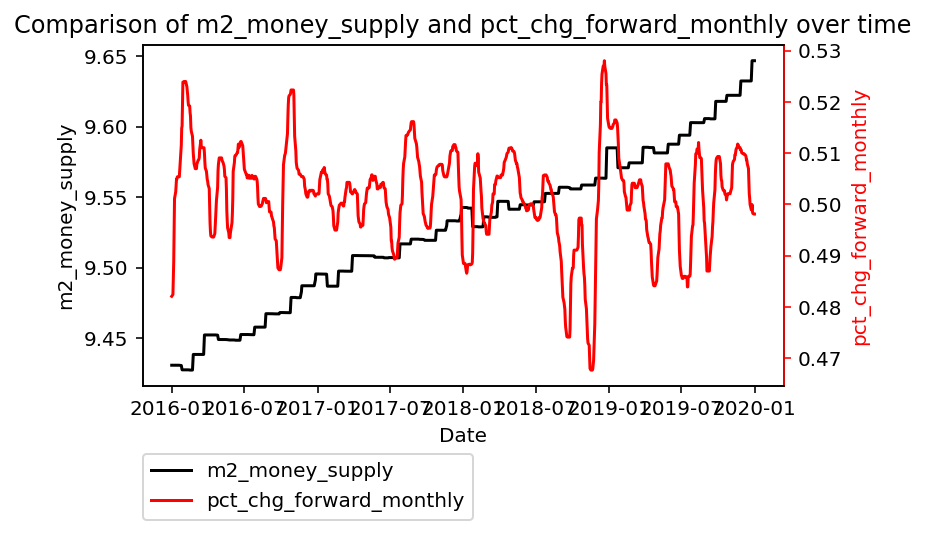 Comparison of m2_money_supply and pct_chg_forward_monthly over time
9.65
9.60
9.55
9.50
9.45
m2_money_supply
0.53
0.52
0.51
0.50
0.49
0.48
0.47
pct_chg_forward_monthly
2016-01 2016-07 2017-01 2017-07 2018-01 2018-07 2019-01 2019-07 2020-01
Date
m2_money_supply
pct_chg_forward_monthly